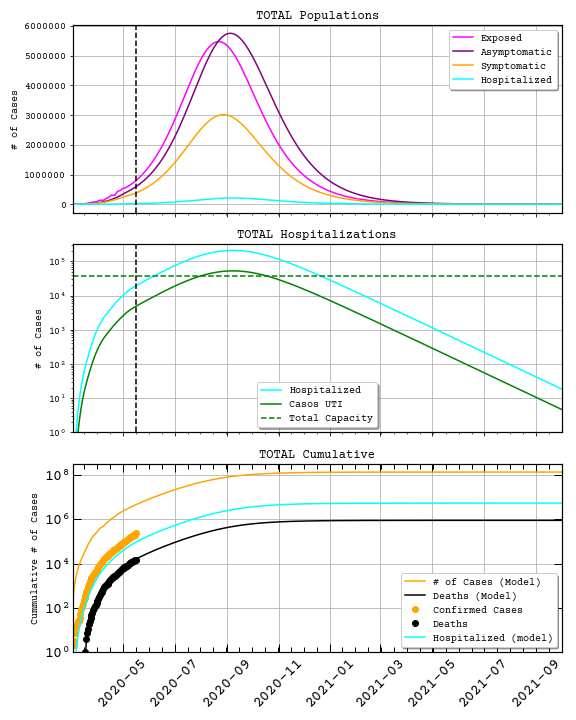 TOTAL Populations
# of Cases
6000000
5000000
4000000
3000000
2000000
1000000
0
Exposed
Asymptomatic
Symptomatic
Hospitalized
TOTAL Hospitalizations
# of Cases
10^5
10^4
10^3
10^2
10^1
10^0
Hospitalized
Casos UTI
Total Capacity
TOTAL Cumulative
Cummulative # of Cases
10^8
10^6
10^4
10^2
10^0
# of Cases (Model)
Deaths (Model)
Confirmed Cases
Deaths
Hospitalized (model)
2020-05
2020-07
2020-09
2020-11
2021-01
2021-03
2021-05
2021-07
2021-09